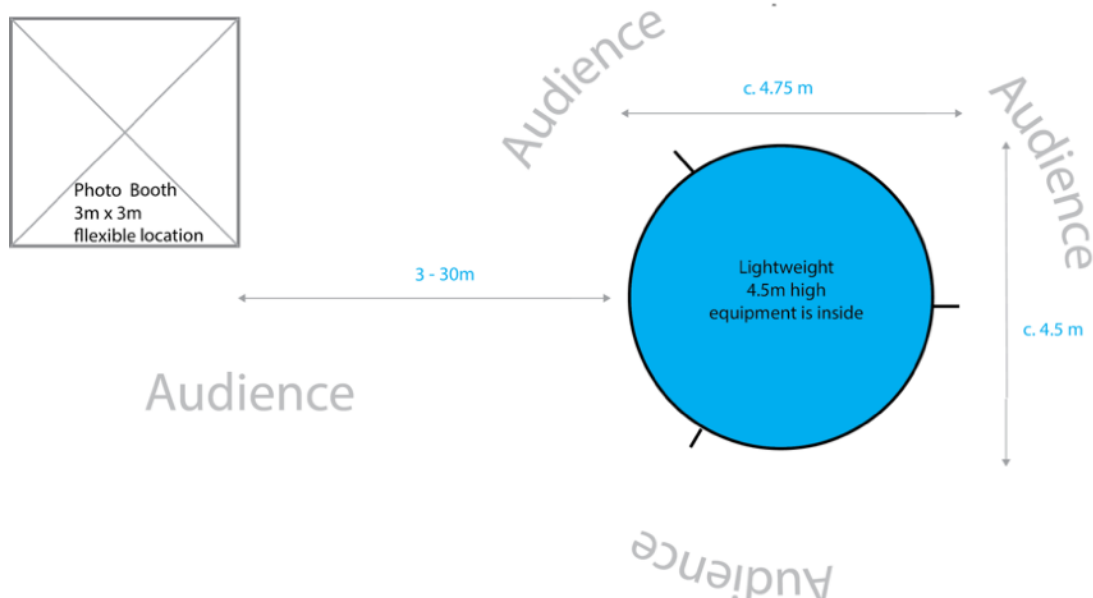 Audience
c. 4.75 m
Audience
Photo Booth
3m x 3m
fllexible location
3 - 30m
Lightweight
4.5m high
equipment is inside
c. 4.5 m
Audience
Audience